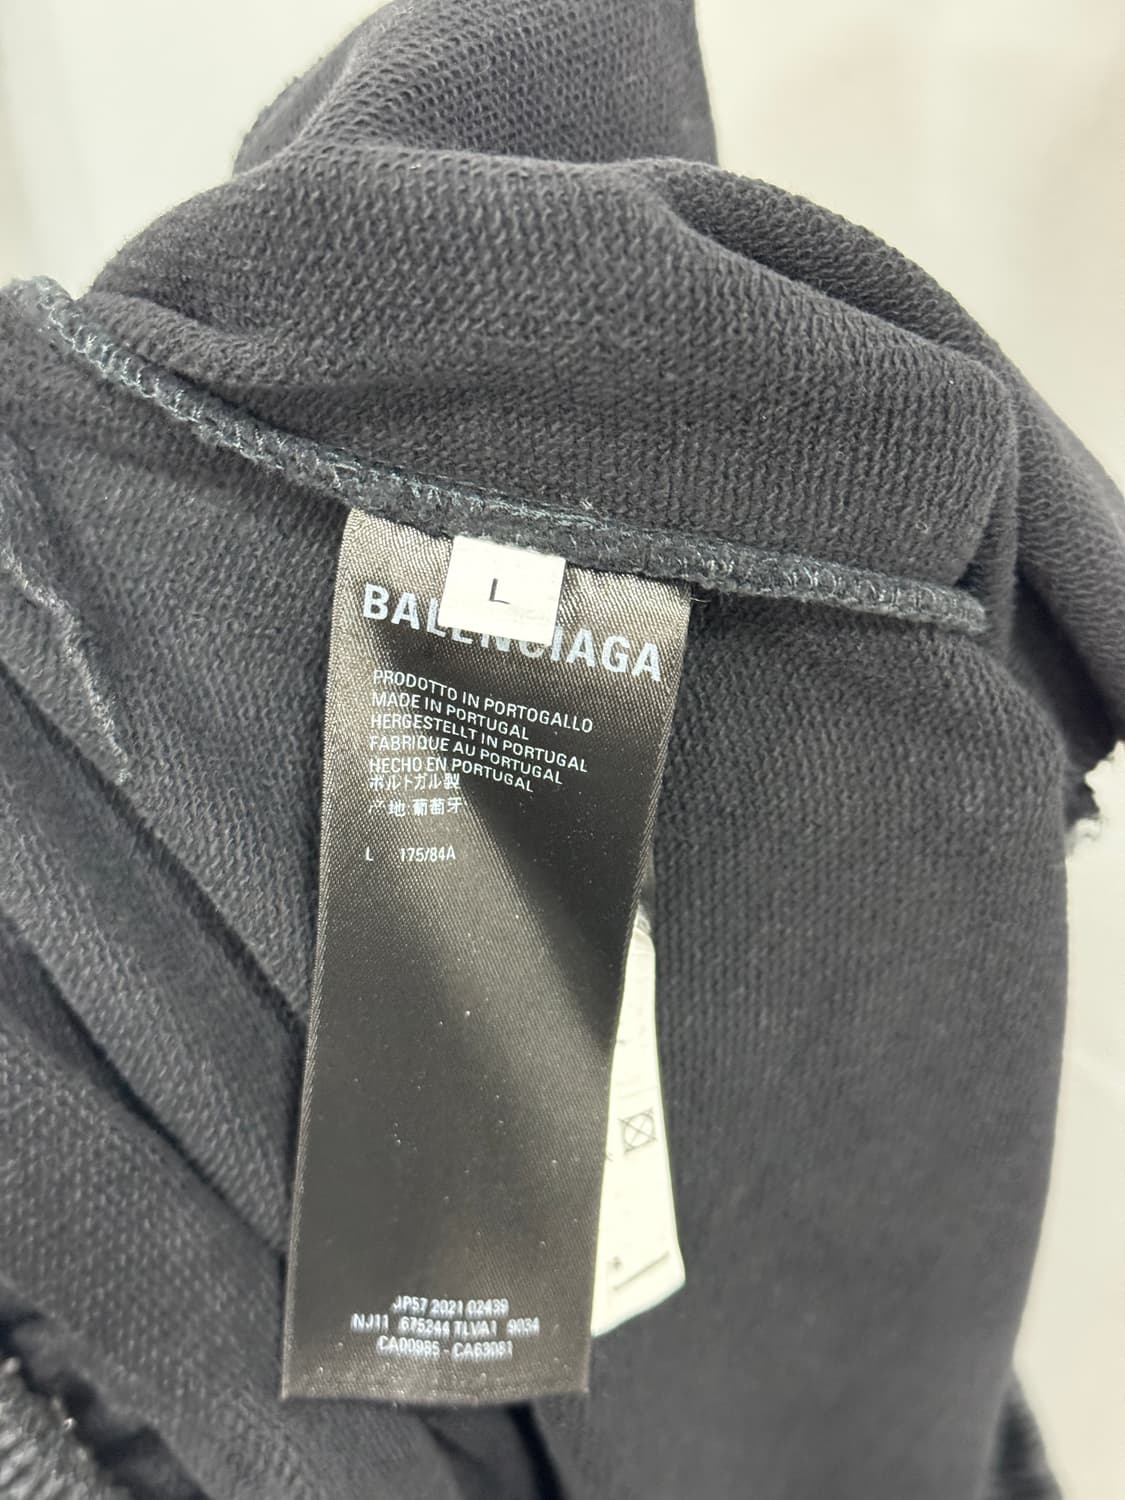 L
BALENCIAGA
PRODOTTO IN PORTOGALLO
MADE IN PORTUGAL
HERGESTELLT IN PORTUGAL
FABRIQUE AU PORTUGAL
HECHO EN PORTUGAL
ポルトガル製
产地:葡萄牙
L 175/84A
JP57 2021 02439
NJ11 675244 TLVA1 9034
CA00985 - CA63081